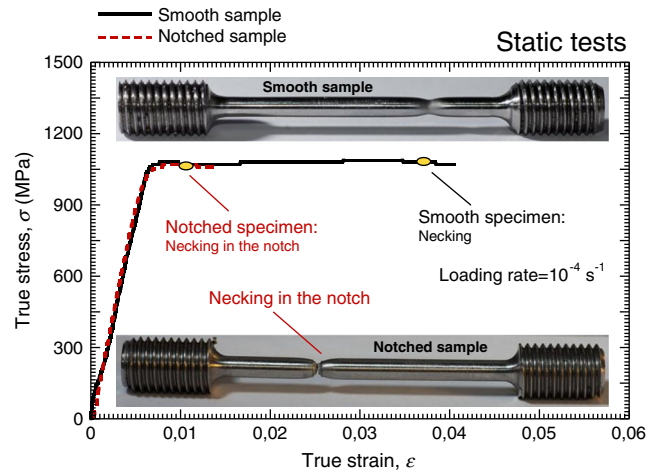 Smooth sample
Notched sample
Static tests
1500
1200
900
600
300
0
True stress, σ (MPa)
Smooth sample
Notched specimen:
Necking in the notch
Smooth specimen:
Necking
Loading rate=10⁻⁴ s⁻¹
Necking in the notch
Notched sample
0 0,01 0,02 0,03 0,04 0,05 0,06
True strain, ε